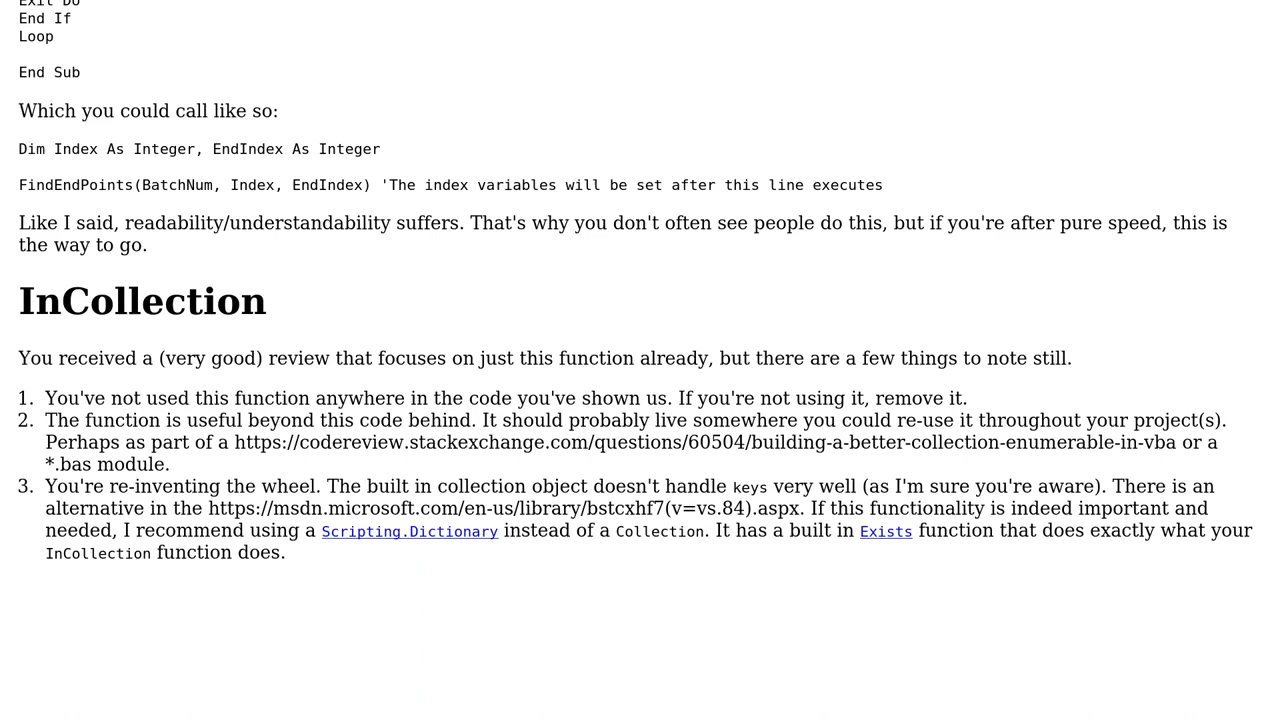 Exit Do
End If
Loop
End Sub
Which you could call like so:
Dim Index As Integer, EndIndex As Integer
FindEndPoints(BatchNum, Index, EndIndex) 'The index variables will be set after this line executes
Like I said, readability/understandability suffers. That's why you don't often see people do this, but if you're after pure speed, this is
the way to go.
InCollection
You received a (very good) review that focuses on just this function already, but there are a few things to note still.
1. You've not used this function anywhere in the code you've shown us. If you're not using it, remove it.
2. The function is useful beyond this code behind. It should probably live somewhere you could re-use it throughout your project(s).
Perhaps as part of a https://codereview.stackexchange.com/questions/60504/building-a-better-collection-enumerable-in-vba or a
*.bas module.
3. You're re-inventing the wheel. The built in collection object doesn't handle keys very well (as I'm sure you're aware). There is an
alternative in the https://msdn.microsoft.com/en-us/library/bstcxhf7(v=vs.84).aspx. If this functionality is indeed important and
needed, I recommend using a Scripting.Dictionary instead of a Collection. It has a built in Exists function that does exactly what your
InCollection function does.